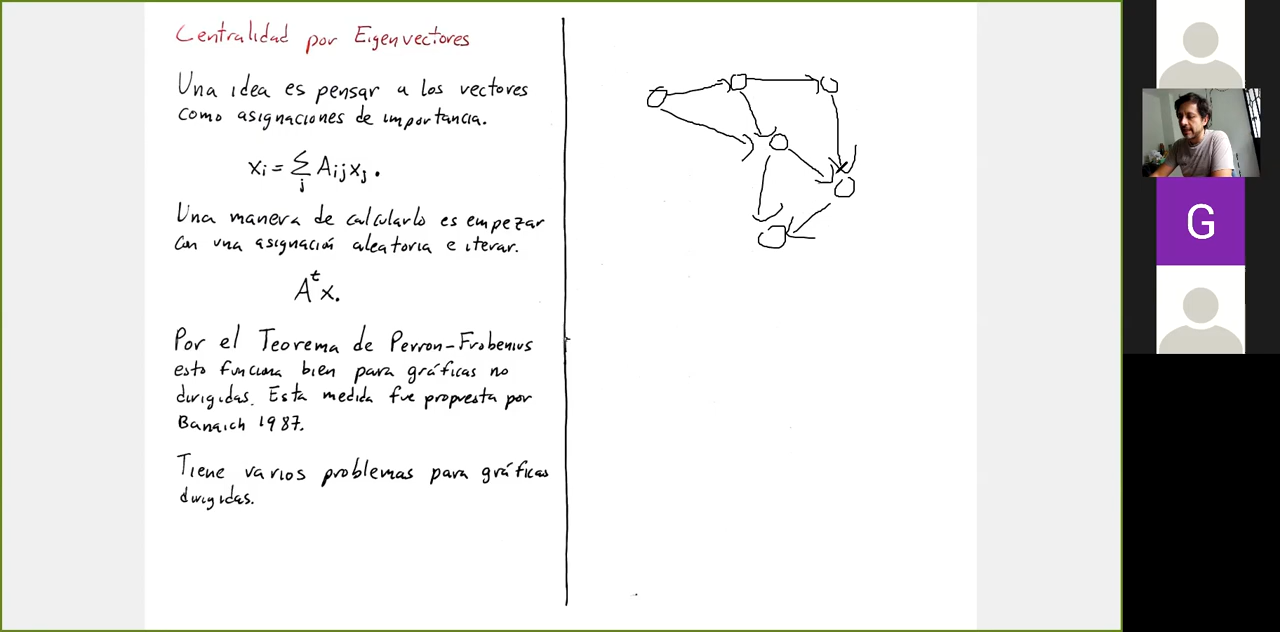 Centralidad por Eigenvectores
Una idea es pensar a los vectores
como asignaciones de importancia.
xi = Σj Aij xj.
Una manera de calcularlo es empezar
con una asignación aleatoria e iterar.
A^t x.
Por el Teorema de Perron-Frobenius
esto funciona bien para gráficas no
dirigidas. Esta medida fue propuesta por
Banaich 1987.
Tiene varios problemas para gráficas
dirigidas.
G